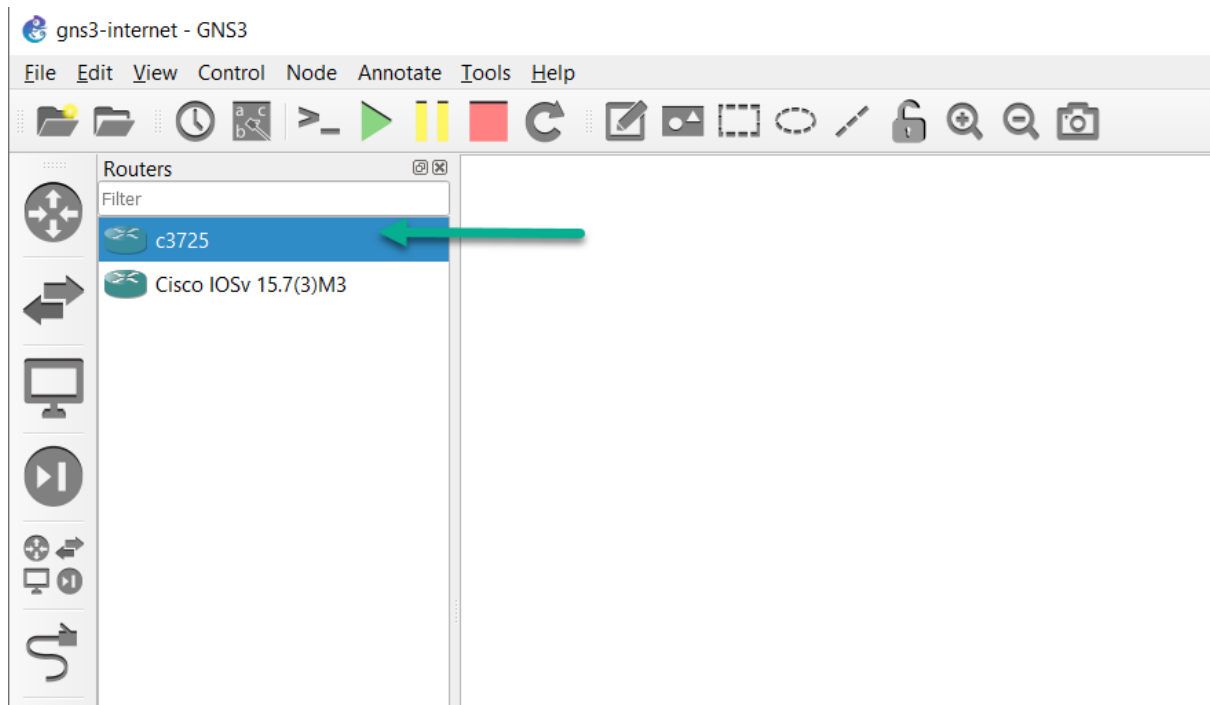 gns3-internet - GNS3
File Edit View Control Node Annotate Tools Help
a c
b
Routers
Filter
c3725
Cisco IOSv 15.7(3)M3